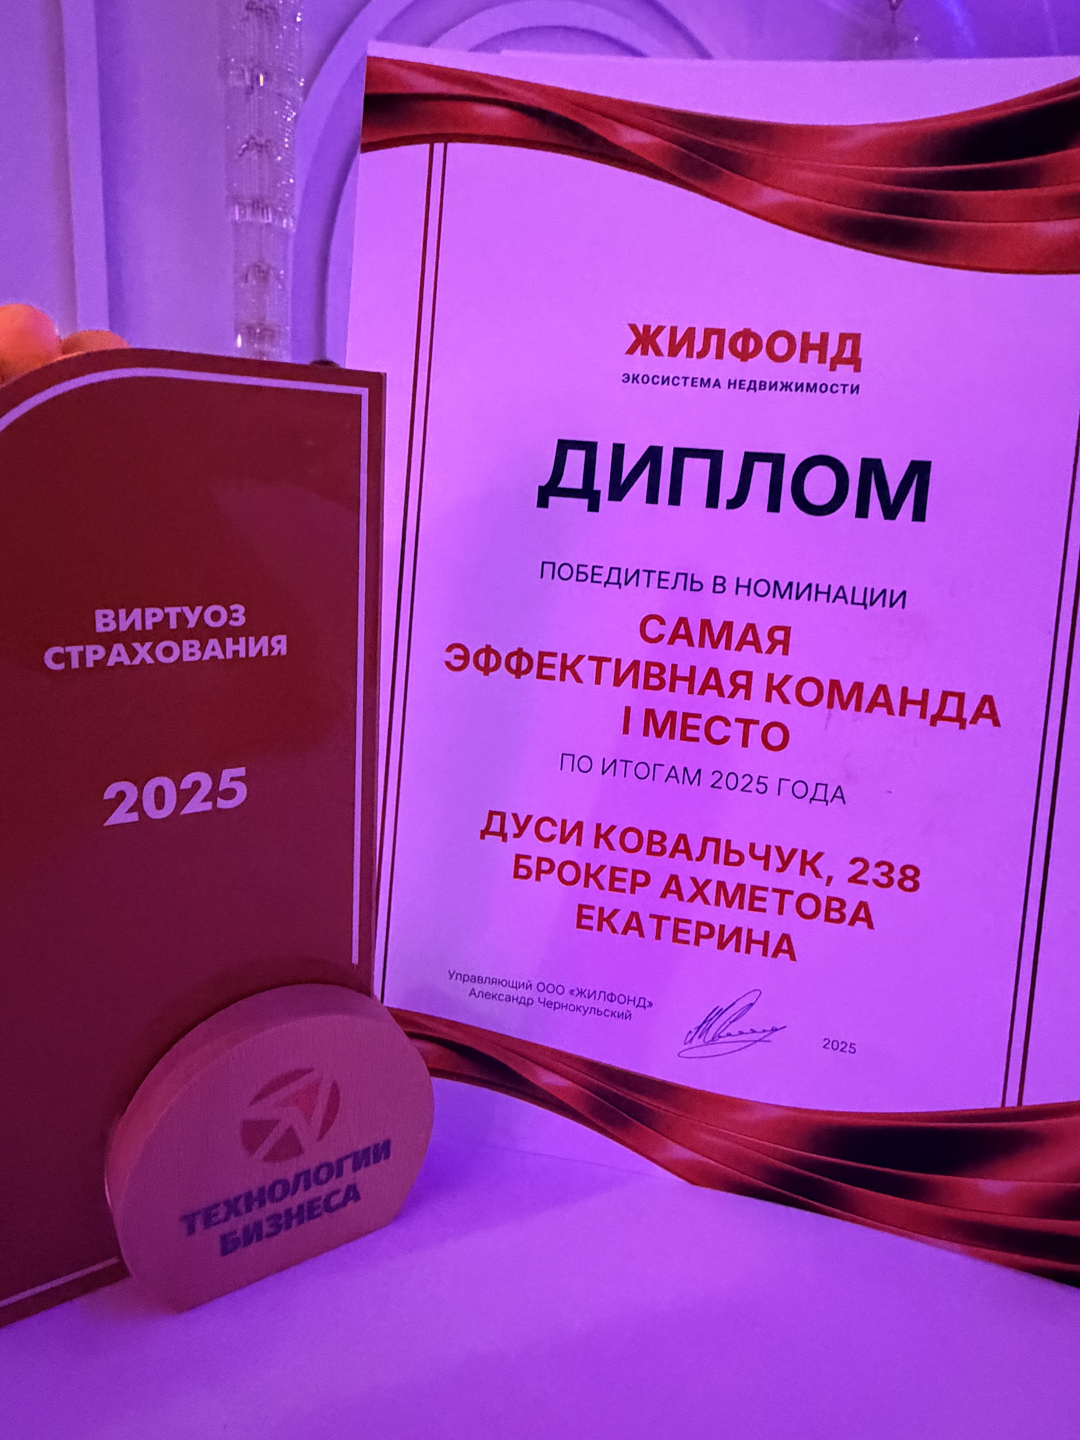 ВИРТУОЗ
СТРАХОВАНИЯ
2025
ТЕХНОЛОГИИ
БИЗНЕСА
ЖИЛФОНД
ЭКОСИСТЕМА НЕДВИЖИМОСТИ
ДИПЛОМ
ПОБЕДИТЕЛЬ В НОМИНАЦИИ
САМАЯ
ЭФФЕКТИВНАЯ КОМАНДА
I МЕСТО
ПО ИТОГАМ 2025 ГОДА
ДУСИ КОВАЛЬЧУК, 238
БРОКЕР АХМЕТОВА
ЕКАТЕРИНА
Управляющий ООО «ЖИЛФОНД»
Александр Чернокульский
2025